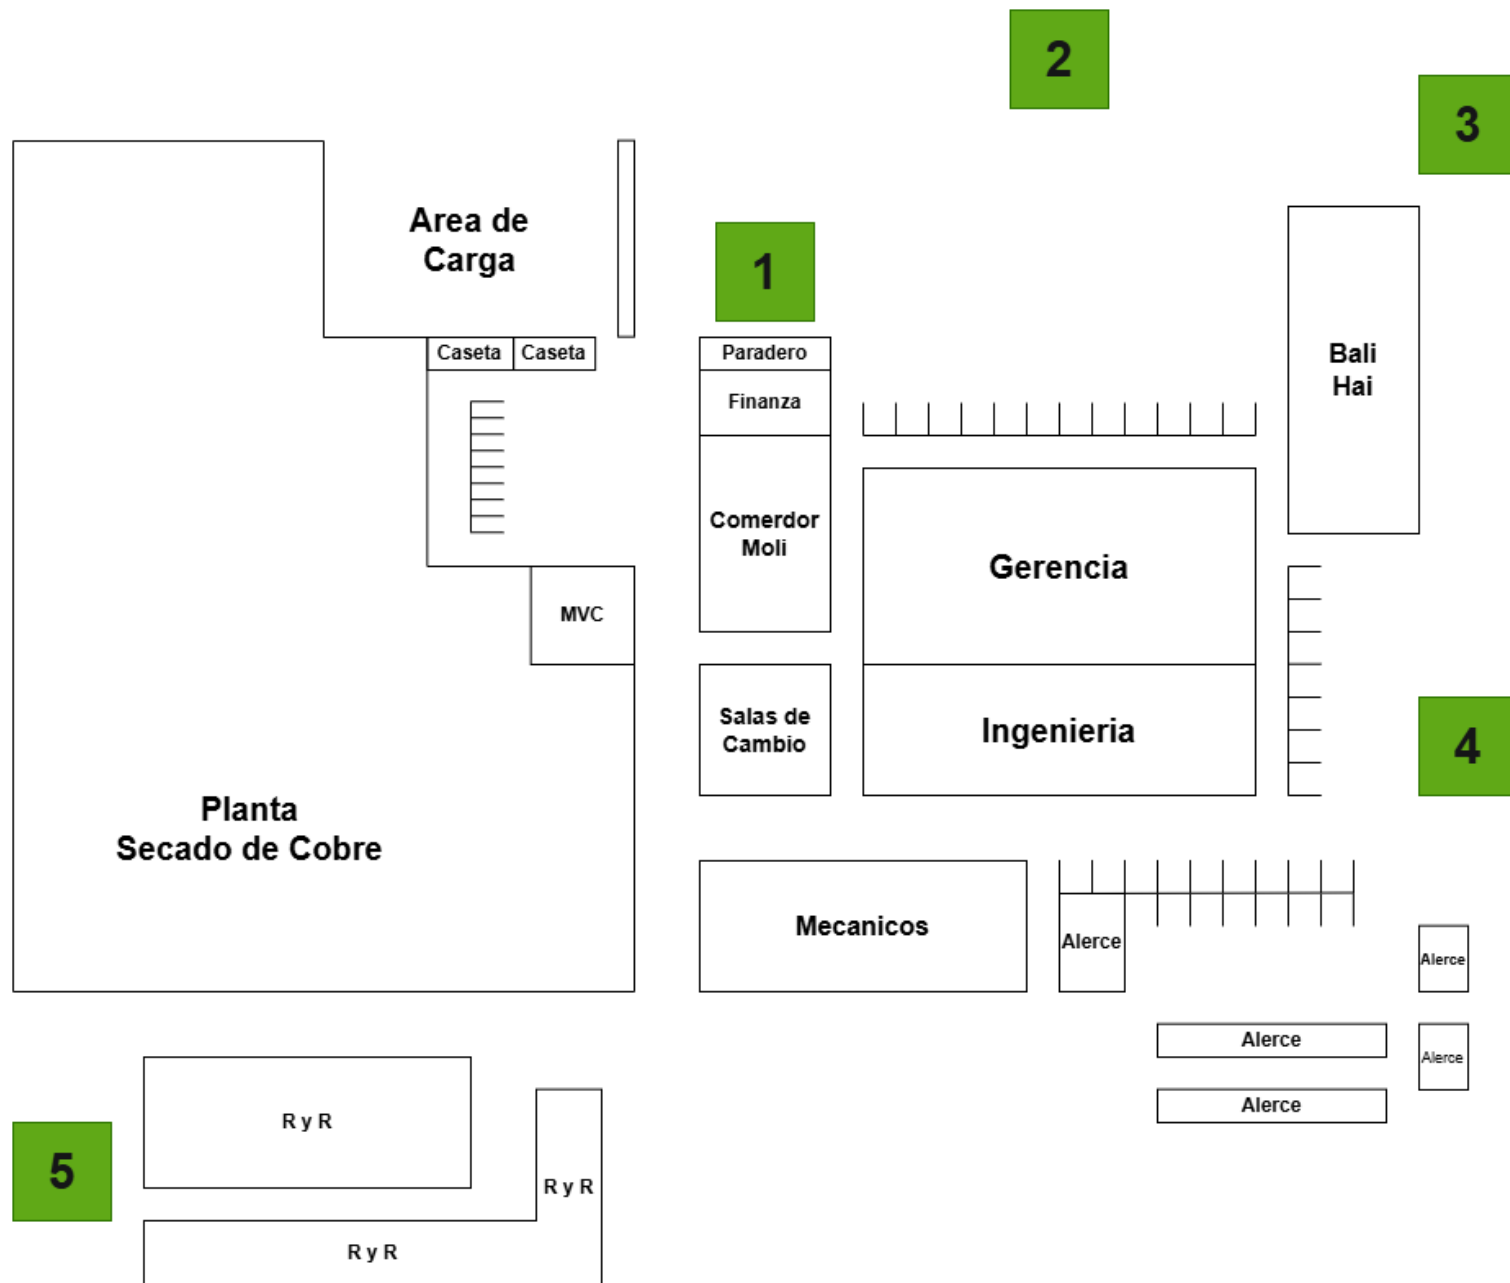 2
3
Area de
Carga
1
Caseta
Caseta
Paradero
Finanza
Bali
Hai
Comerdor
Moli
Gerencia
MVC
Salas de
Cambio
Ingenieria
4
Planta
Secado de Cobre
Mecanicos
Alerce
Alerce
Alerce
Alerce
Alerce
R y R
5
R y R
R y R